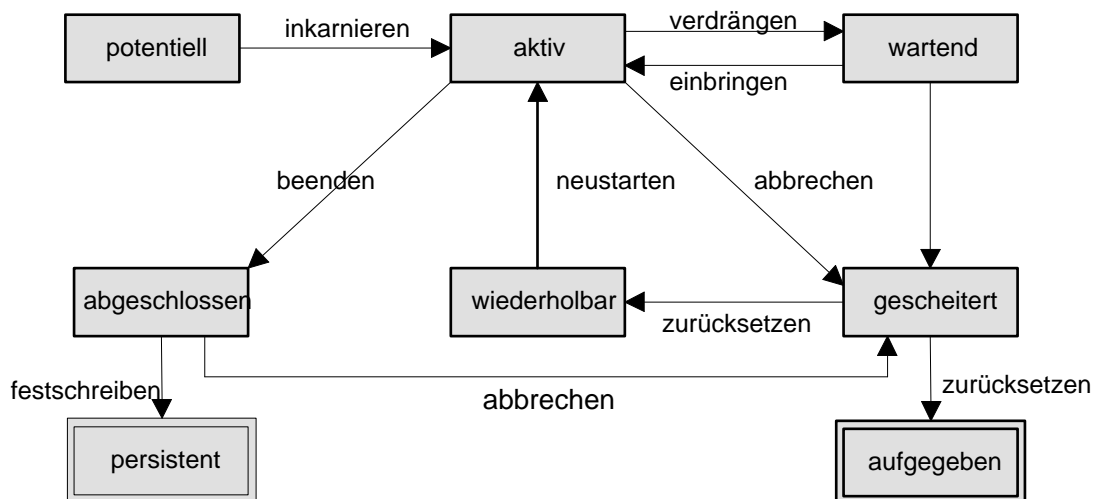 potentiell
inkarnieren
aktiv
verdrängen
wartend
einbringen
beenden
neustarten
abbrechen
abgeschlossen
wiederholbar
gescheitert
zurücksetzen
festschreiben
abbrechen
zurücksetzen
persistent
aufgegeben